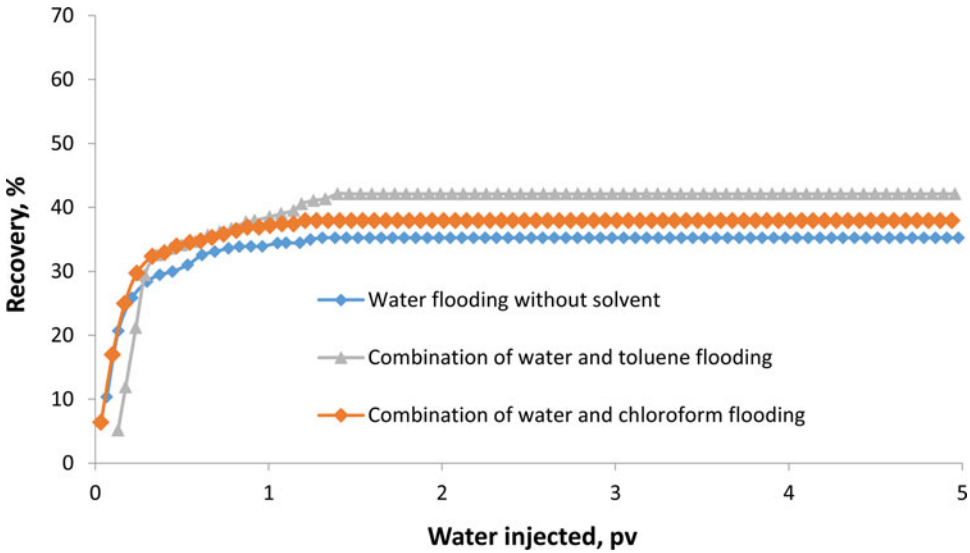 70
60
50
40
30
20
10
0
Recovery, %
Water flooding without solvent
Combination of water and toluene flooding
Combination of water and chloroform flooding
0 1 2 3 4 5
Water injected, pv